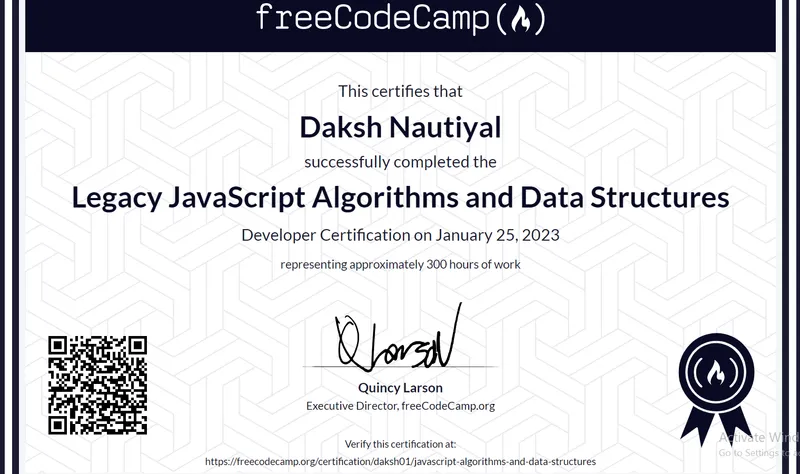 freeCodeCamp(🔥)
This certifies that
Daksh Nautiyal
successfully completed the
Legacy JavaScript Algorithms and Data Structures
Developer Certification on January 25, 2023
representing approximately 300 hours of work
Q Larson
Quincy Larson
Executive Director, freeCodeCamp.org
Verify this certification at:
https://freecodecamp.org/certification/daksh01/javascript-algorithms-and-data-structures
Activate Wind
Go to Settings to